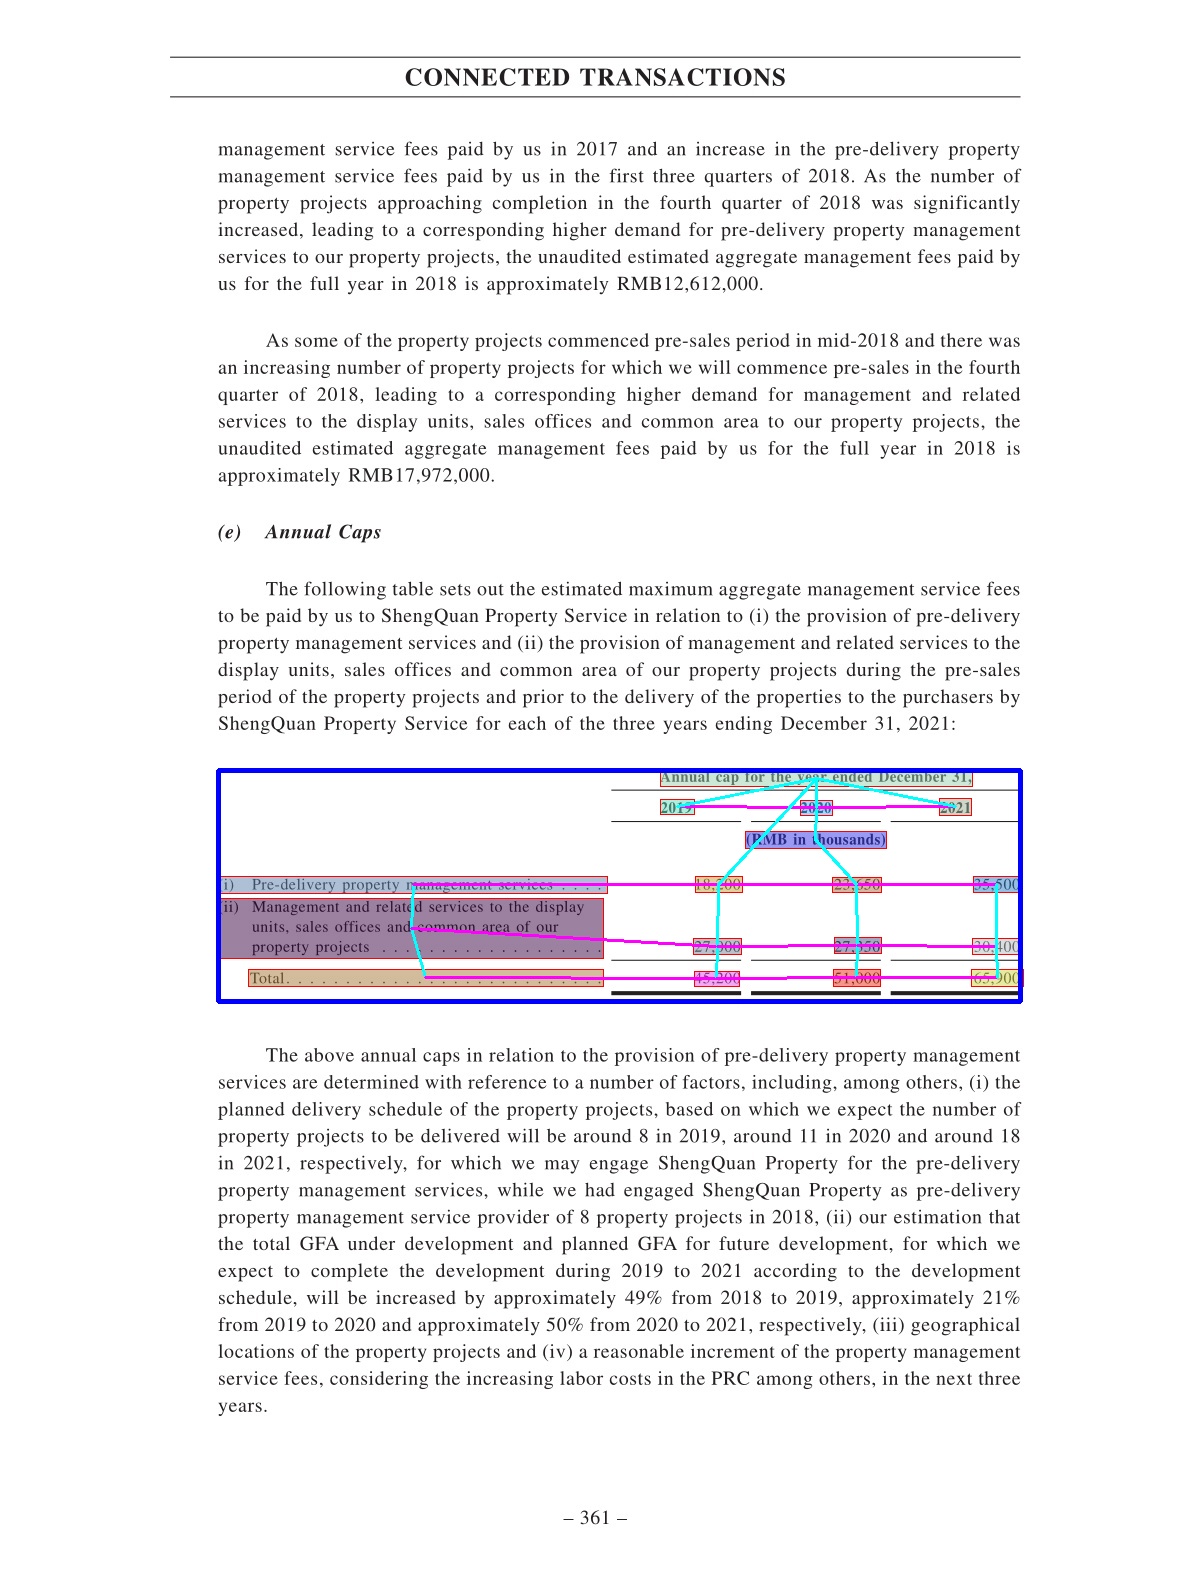 CONNECTED TRANSACTIONS
management service fees paid by us in 2017 and an increase in the pre-delivery property
management service fees paid by us in the first three quarters of 2018. As the number of
property projects approaching completion in the fourth quarter of 2018 was significantly
increased, leading to a corresponding higher demand for pre-delivery property management
services to our property projects, the unaudited estimated aggregate management fees paid by
us for the full year in 2018 is approximately RMB12,612,000.
As some of the property projects commenced pre-sales period in mid-2018 and there was
an increasing number of property projects for which we will commence pre-sales in the fourth
quarter of 2018, leading to a corresponding higher demand for management and related
services to the display units, sales offices and common area to our property projects, the
unaudited estimated aggregate management fees paid by us for the full year in 2018 is
approximately RMB17,972,000.
(e) Annual Caps
The following table sets out the estimated maximum aggregate management service fees
to be paid by us to ShengQuan Property Service in relation to (i) the provision of pre-delivery
property management services and (ii) the provision of management and related services to the
display units, sales offices and common area of our property projects during the pre-sales
period of the property projects and prior to the delivery of the properties to the purchasers by
ShengQuan Property Service for each of the three years ending December 31, 2021:
Annual cap for the year ended December 31,
2019 2020 2021
(RMB in thousands)
(i) Pre-delivery property management services . . . . 18,200 23,650 35,500
(ii) Management and related services to the display
units, sales offices and common area of our
property projects . . . . . . . . . . . . . . . . . . . . 27,000 27,350 30,400
Total. . . . . . . . . . . . . . . . . . . . . . . . . . . . 45,200 51,000 65,900
The above annual caps in relation to the provision of pre-delivery property management
services are determined with reference to a number of factors, including, among others, (i) the
planned delivery schedule of the property projects, based on which we expect the number of
property projects to be delivered will be around 8 in 2019, around 11 in 2020 and around 18
in 2021, respectively, for which we may engage ShengQuan Property for the pre-delivery
property management services, while we had engaged ShengQuan Property as pre-delivery
property management service provider of 8 property projects in 2018, (ii) our estimation that
the total GFA under development and planned GFA for future development, for which we
expect to complete the development during 2019 to 2021 according to the development
schedule, will be increased by approximately 49% from 2018 to 2019, approximately 21%
from 2019 to 2020 and approximately 50% from 2020 to 2021, respectively, (iii) geographical
locations of the property projects and (iv) a reasonable increment of the property management
service fees, considering the increasing labor costs in the PRC among others, in the next three
years.
– 361 –